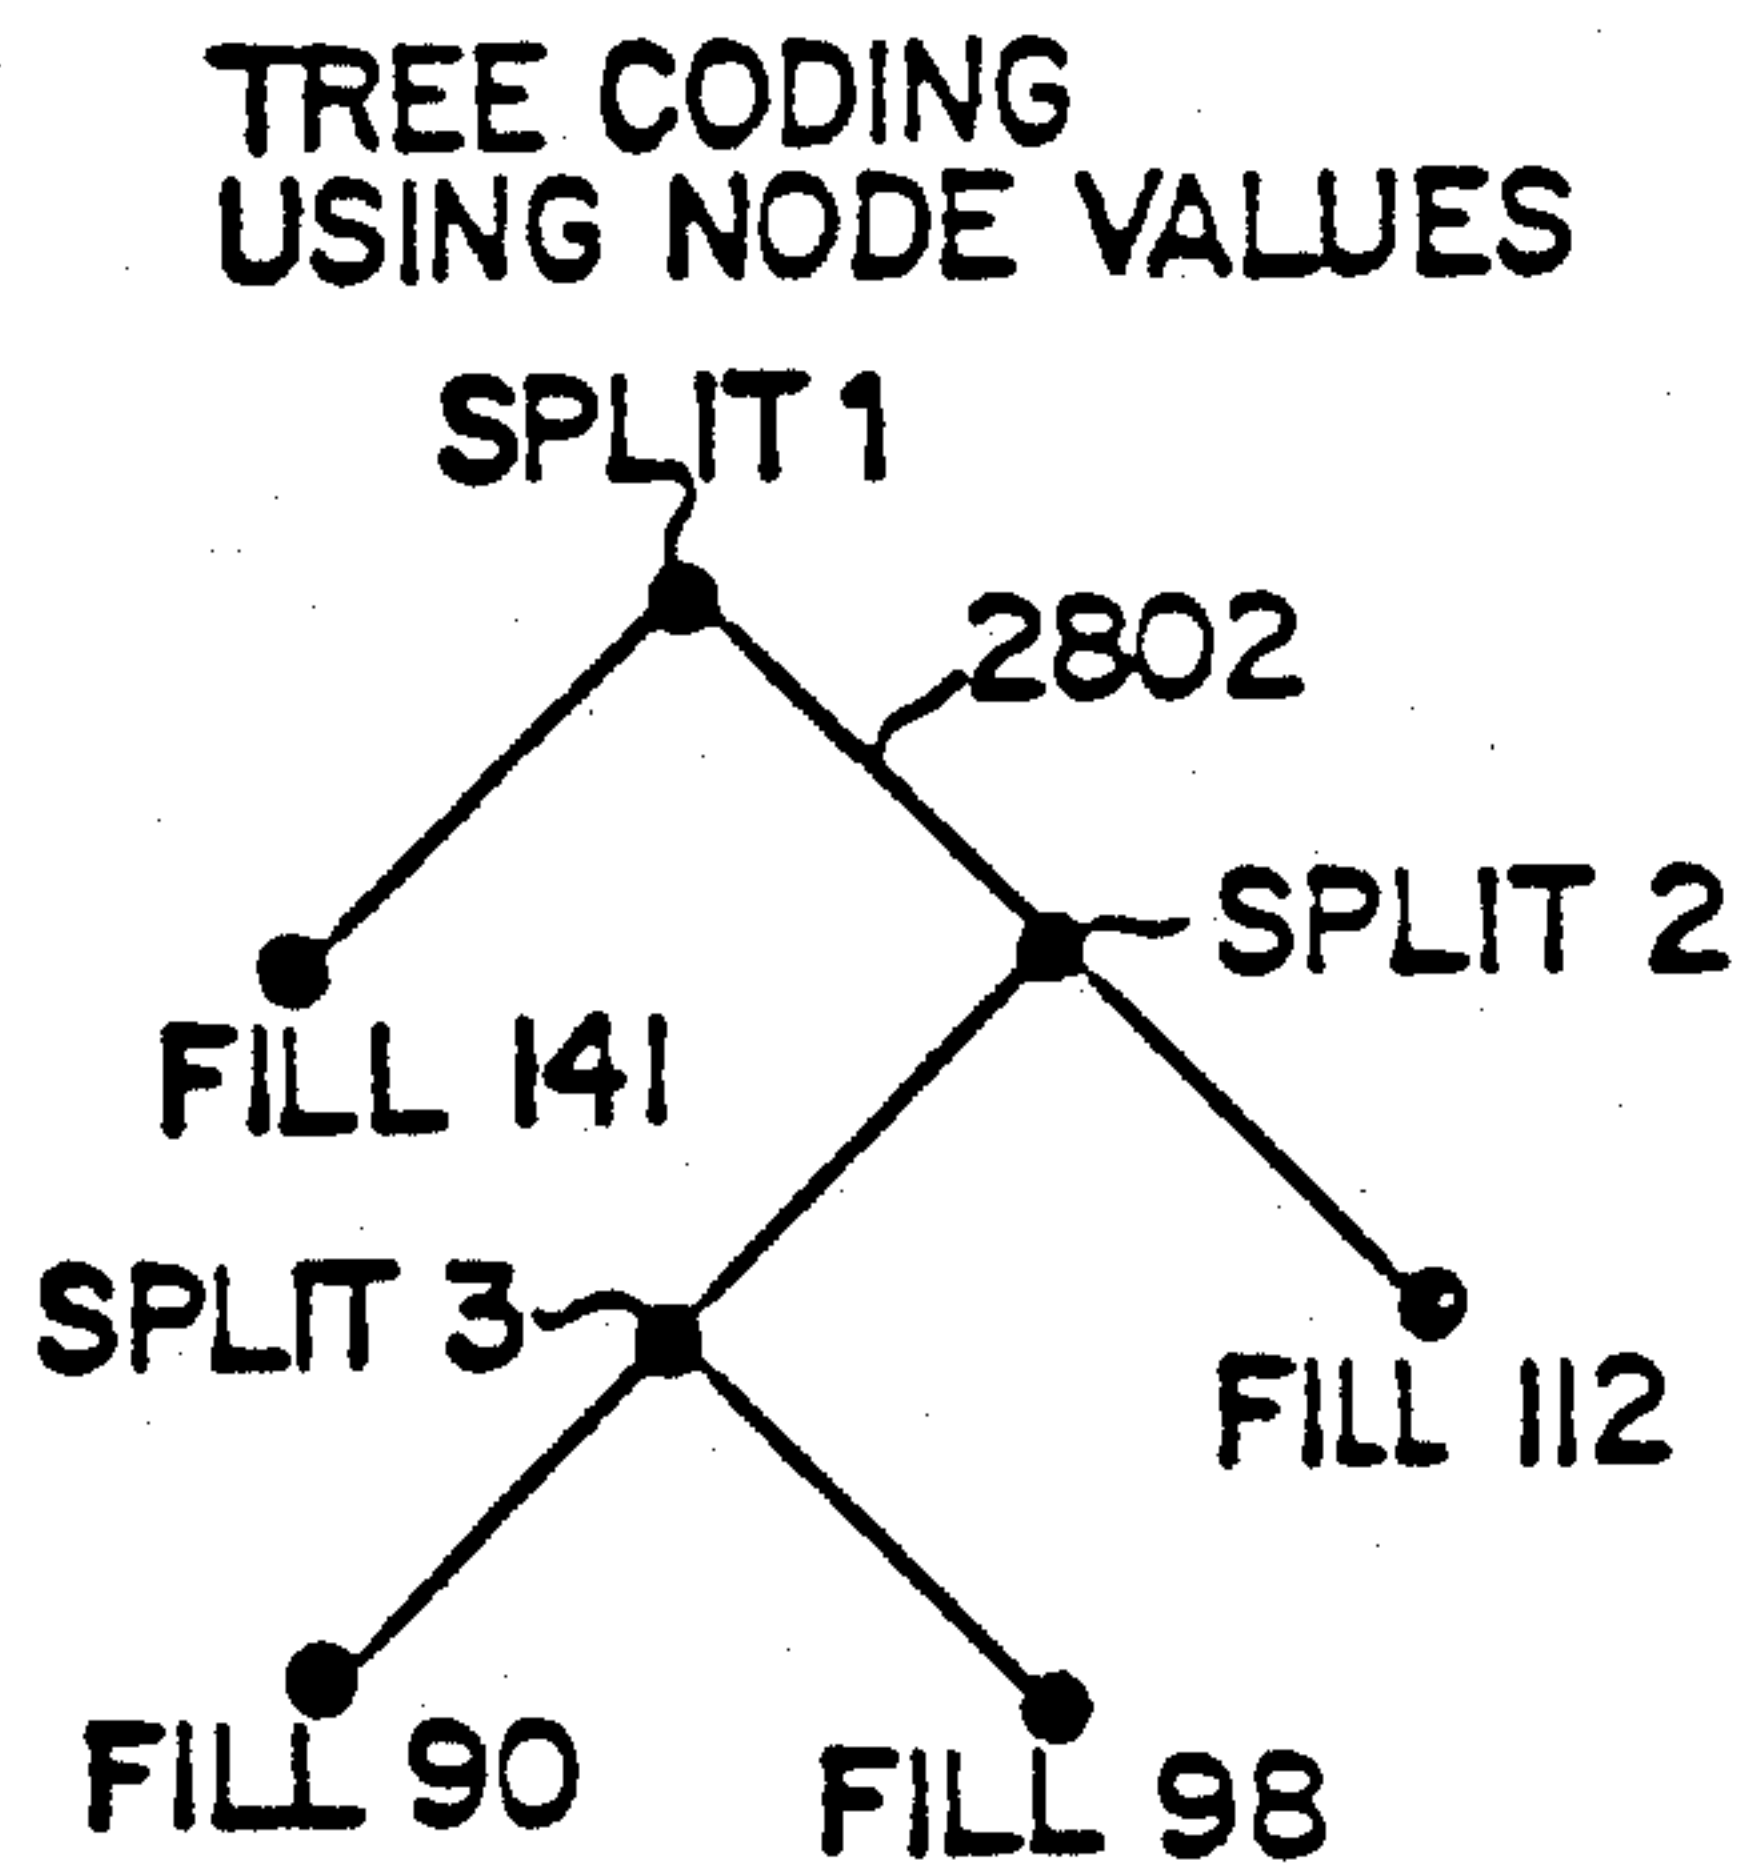 TREE CODING
USING NODE VALUES
SPLIT 1
2802
SPLIT 2
FILL 141
SPLIT 3
FILL 112
FILL 90
FILL 98